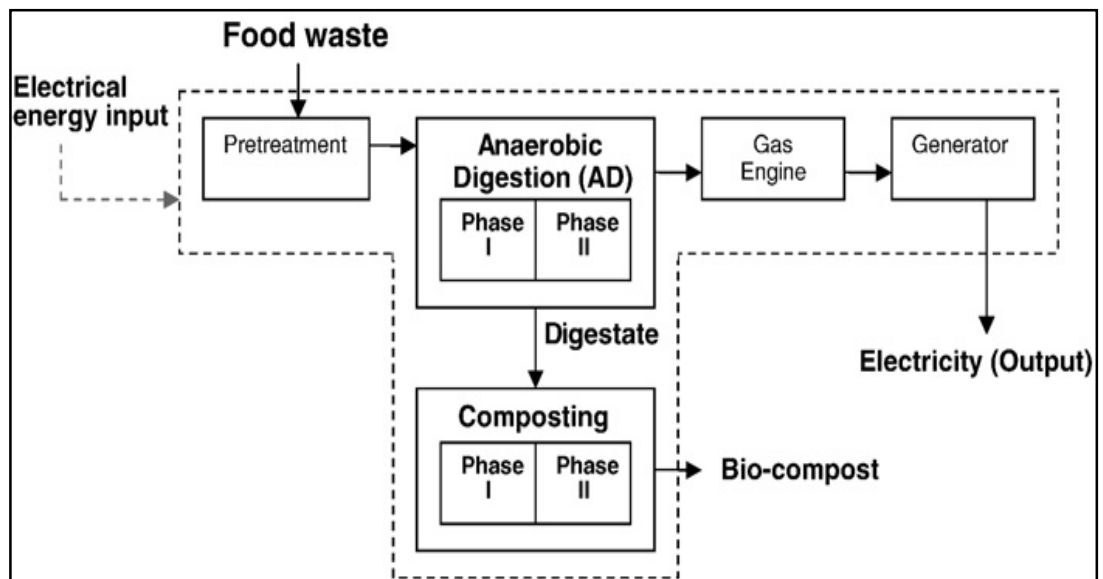 Food waste
Electrical
energy input
Pretreatment
Anaerobic
Digestion (AD)
Phase
I
Phase
II
Gas
Engine
Generator
Digestate
Electricity (Output)
Composting
Phase
I
Phase
II
Bio-compost